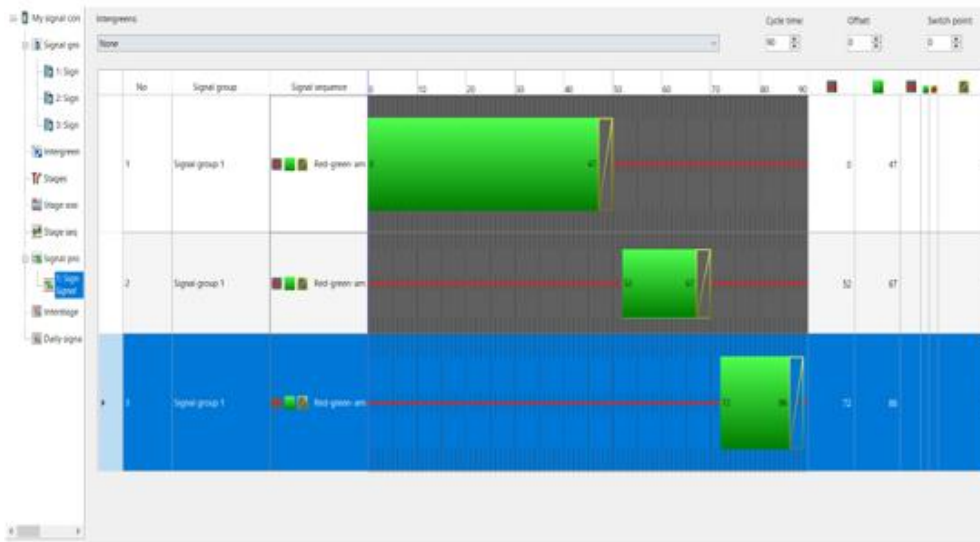 My signal con
Signal gro
1: Sign
2: Sign
3: Sign
Intergreen
Stages
Stage seq
Signal pro
1: Sign
Signal
Interstage
Daily signa
Intergreens:
None
Cycle time:
90
Offset:
0
Switch point:
0
No
Signal group
Signal sequence
0 10 20 30 40 50 60 70 80 90
1 Signal group 1 Red-green-am 0 47 0 47
2 Signal group 1 Red-green-am 52 67 52 67
3 Signal group 1 Red-green-am 72 86 72 86